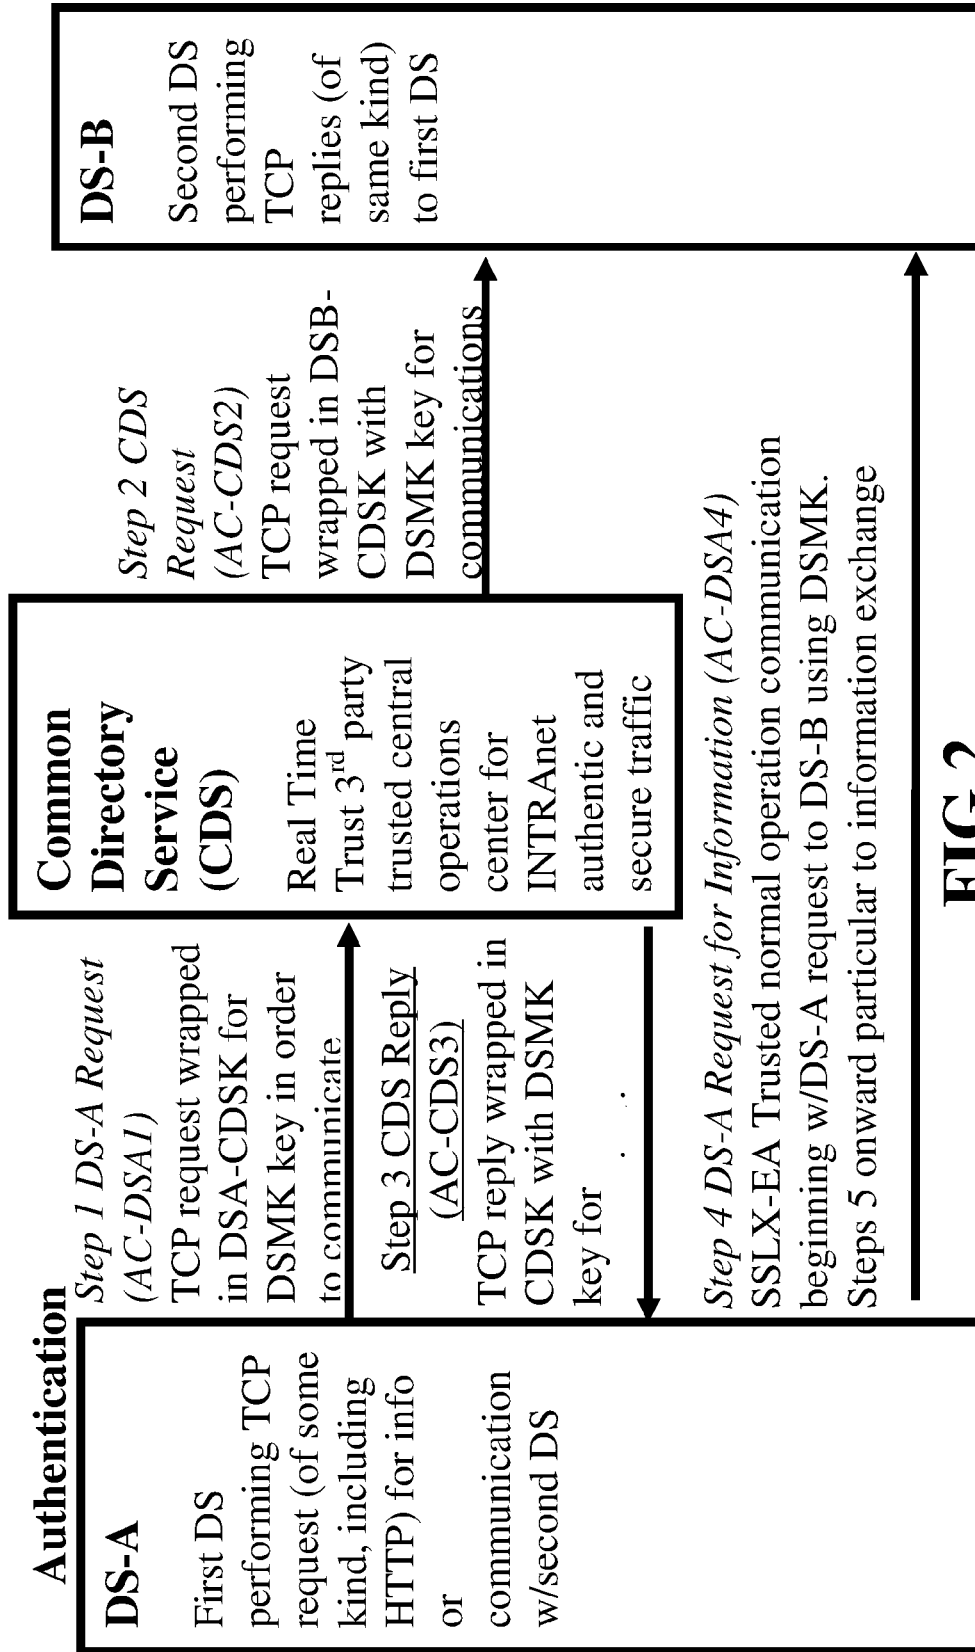 Authentication
DS-A
First DS
performing TCP
request (of some
kind, including
HTTP) for info
or
communication
w/second DS
Step 1 DS-A Request
(AC-DSA1)
TCP request wrapped
in DSA-CDSK for
DSMK key in order
to communicate
Step 3 CDS Reply
(AC-CDS3)
TCP reply wrapped in
CDSK with DSMK
key for
Common
Directory
Service
(CDS)
Real Time
Trust 3rd party
trusted central
operations
center for
INTRAnet
authentic and
secure traffic
Step 2 CDS
Request
(AC-CDS2)
TCP request
wrapped in DSB-
CDSK with
DSMK key for
communications
DS-B
Second DS
performing
TCP
replies (of
same kind)
to first DS
Step 4 DS-A Request for Information (AC-DSA4)
SSLX-EA Trusted normal operation communication
beginning w/DS-A request to DS-B using DSMK.
Steps 5 onward particular to information exchange
FIG 2